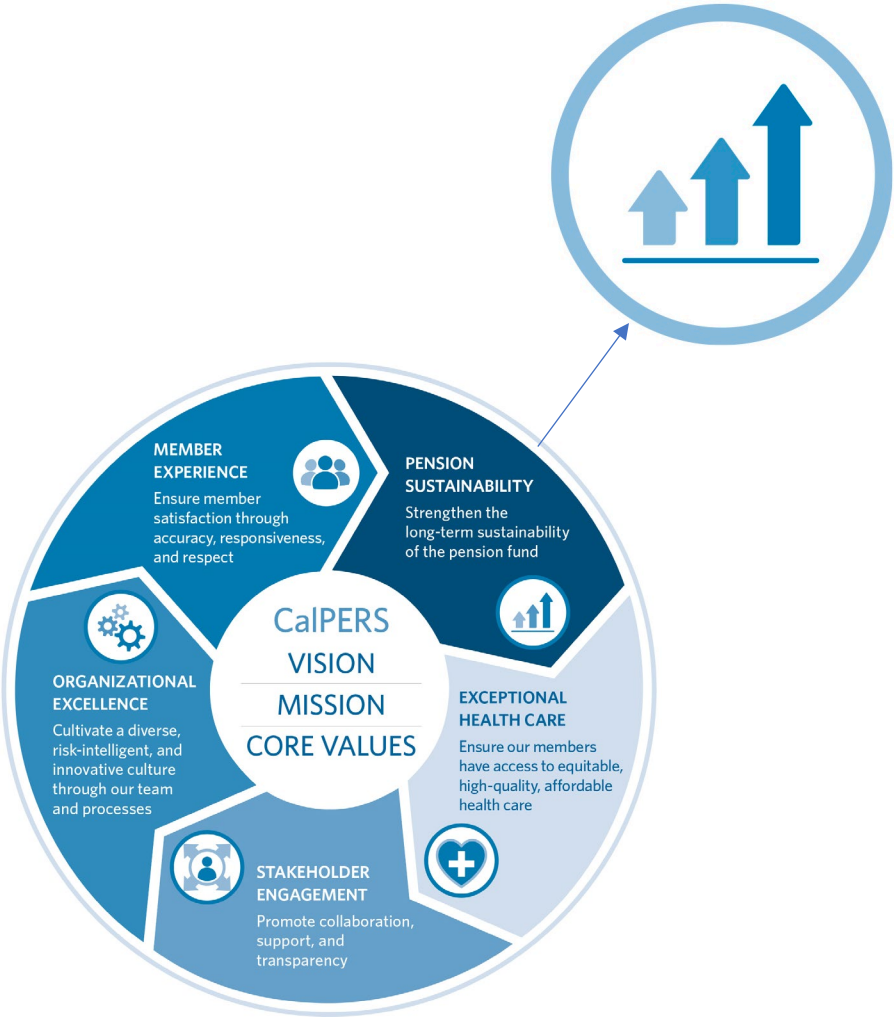 MEMBER
EXPERIENCE
Ensure member
satisfaction through
accuracy, responsiveness,
and respect
PENSION
SUSTAINABILITY
Strengthen the
long-term sustainability
of the pension fund
CalPERS
VISION
MISSION
CORE VALUES
ORGANIZATIONAL
EXCELLENCE
Cultivate a diverse,
risk-intelligent, and
innovative culture
through our team
and processes
EXCEPTIONAL
HEALTH CARE
Ensure our members
have access to equitable,
high-quality, affordable
health care
STAKEHOLDER
ENGAGEMENT
Promote collaboration,
support, and
transparency